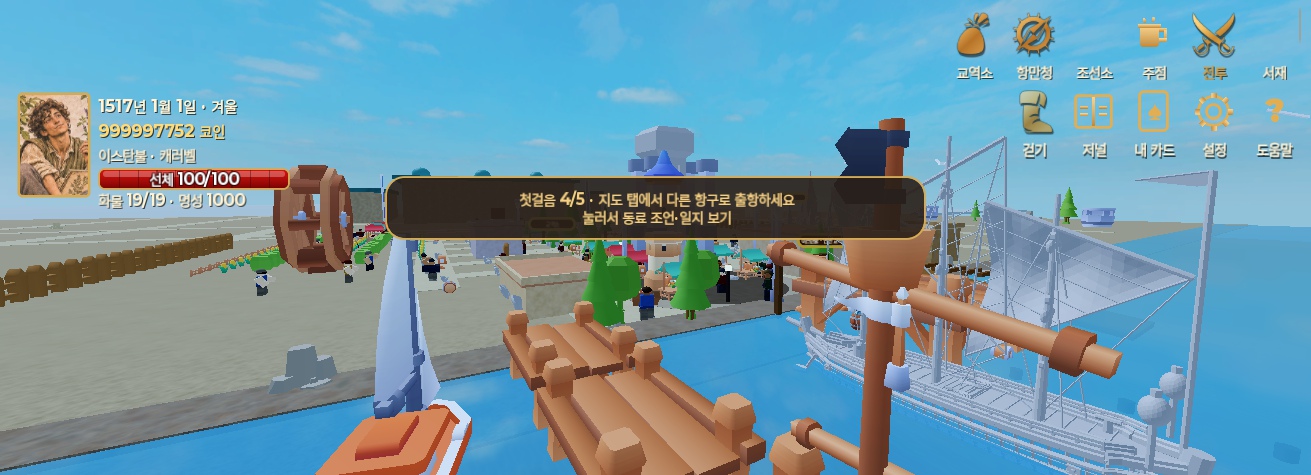 1517년 1월 1일 · 겨울
999997752 코인
이스탄불 · 캐러벨
선체 100/100
화물 19/19 · 명성 1000
첫걸음 4/5 · 지도 탭에서 다른 항구로 출항하세요
눌러서 동료 조언·일지 보기
교역소 항만청 조선소 주점 전투 서재
걷기 저널 내 카드 설정 도움말